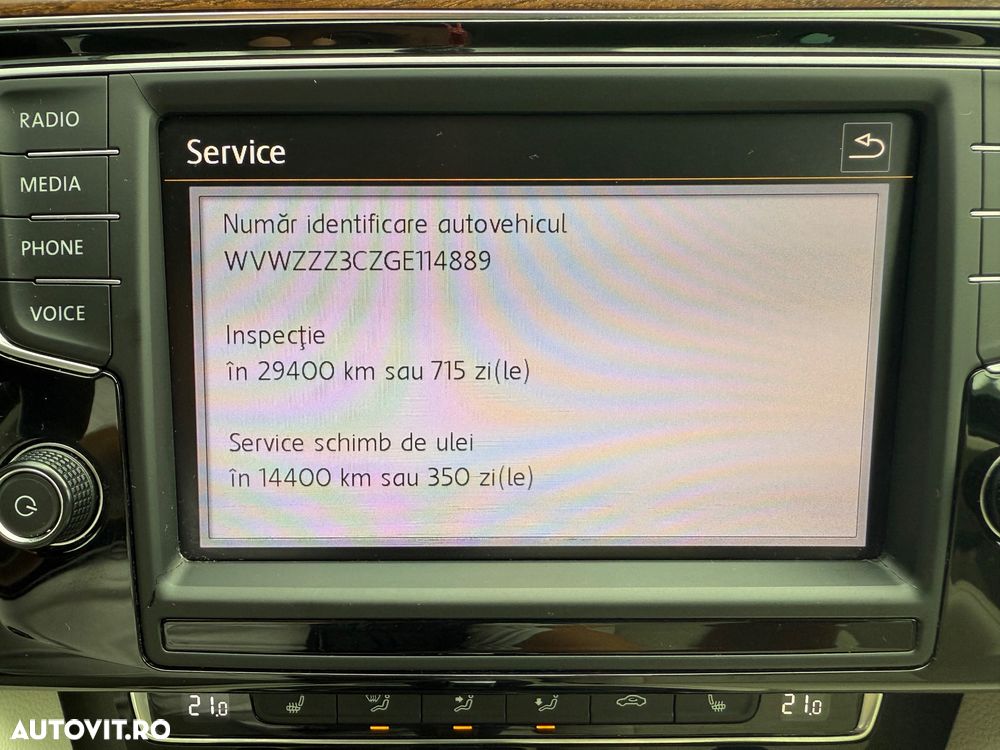 RADIO
MEDIA
PHONE
VOICE
Service
Număr identificare autovehicul
WVWZZZ3CZGE114889
Inspecţie
în 29400 km sau 715 zi(le)
Service schimb de ulei
în 14400 km sau 350 zi(le)
21.0
21.0
AUTOVIT.RO